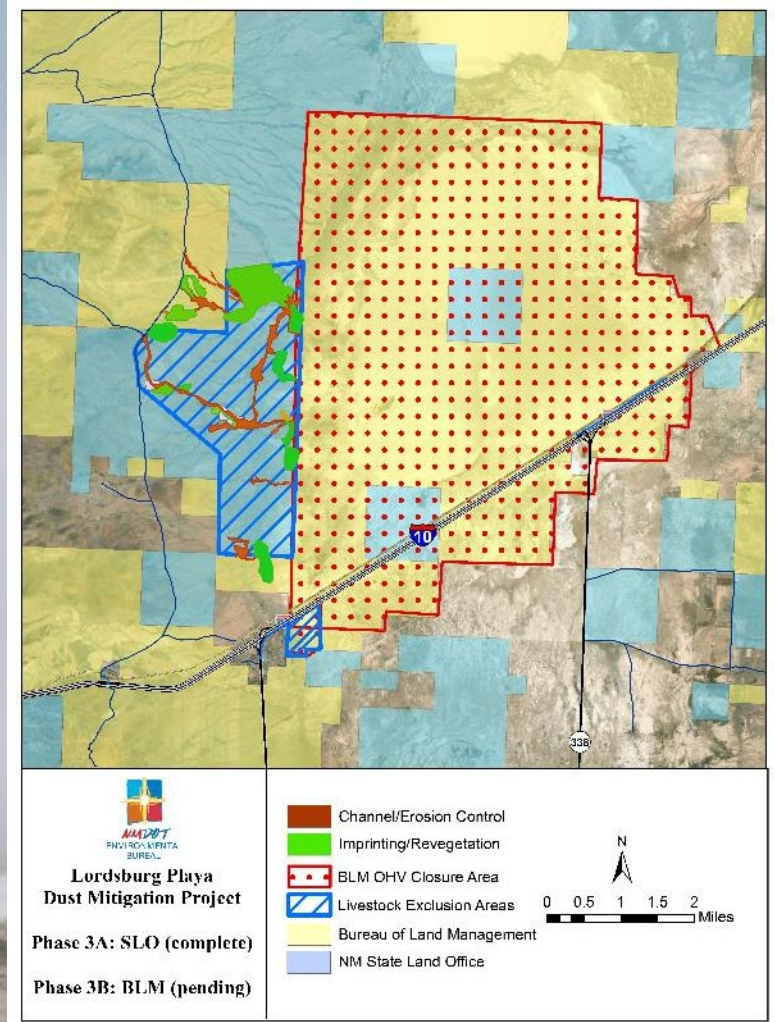 10
338
NMDOT
ENVIRONMENTA
BUREAU
Lordsburg Playa
Dust Mitigation Project
Phase 3A: SLO (complete)
Phase 3B: BLM (pending)
Channel/Erosion Control
Imprinting/Revegetation
BLM OHV Closure Area
Livestock Exclusion Areas
Bureau of Land Management
NM State Land Office
N
0 0.5 1 1.5 2
Miles